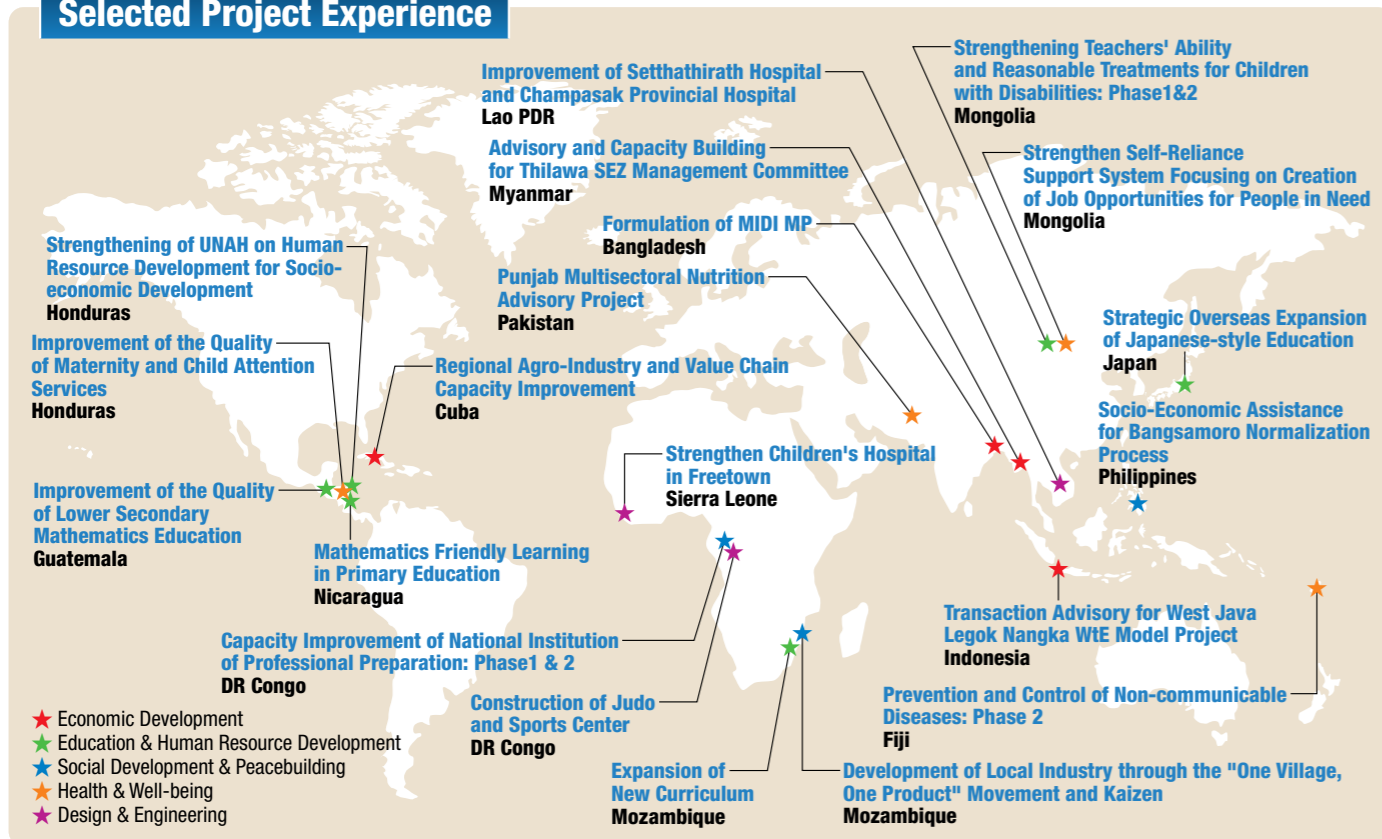 Selected Project Experience
Improvement of Setthathirath Hospital
and Champasak Provincial Hospital
Lao PDR
Advisory and Capacity Building
for Thilawa SEZ Management Committee
Myanmar
Formulation of MIDI MP
Bangladesh
Punjab Multisectoral Nutrition
Advisory Project
Pakistan
Strengthening Teachers' Ability
and Reasonable Treatments for Children
with Disabilities: Phase1&2
Mongolia
Strengthen Self-Reliance
Support System Focusing on Creation
of Job Opportunities for People in Need
Mongolia
Strategic Overseas Expansion
of Japanese-style Education
Japan
Socio-Economic Assistance
for Bangsamoro Normalization
Process
Philippines
Strengthening of UNAH on Human
Resource Development for Socio-
economic Development
Honduras
Improvement of the Quality
of Maternity and Child Attention
Services
Honduras
Regional Agro-Industry and Value Chain
Capacity Improvement
Cuba
Improvement of the Quality
of Lower Secondary
Mathematics Education
Guatemala
Mathematics Friendly Learning
in Primary Education
Nicaragua
Strengthen Children's Hospital
in Freetown
Sierra Leone
Capacity Improvement of National Institution
of Professional Preparation: Phase1 & 2
DR Congo
Construction of Judo
and Sports Center
DR Congo
Expansion of
New Curriculum
Mozambique
Development of Local Industry through the "One Village,
One Product" Movement and Kaizen
Mozambique
Transaction Advisory for West Java
Legok Nangka WtE Model Project
Indonesia
Prevention and Control of Non-communicable
Diseases: Phase 2
Fiji
Economic Development
Education & Human Resource Development
Social Development & Peacebuilding
Health & Well-being
Design & Engineering